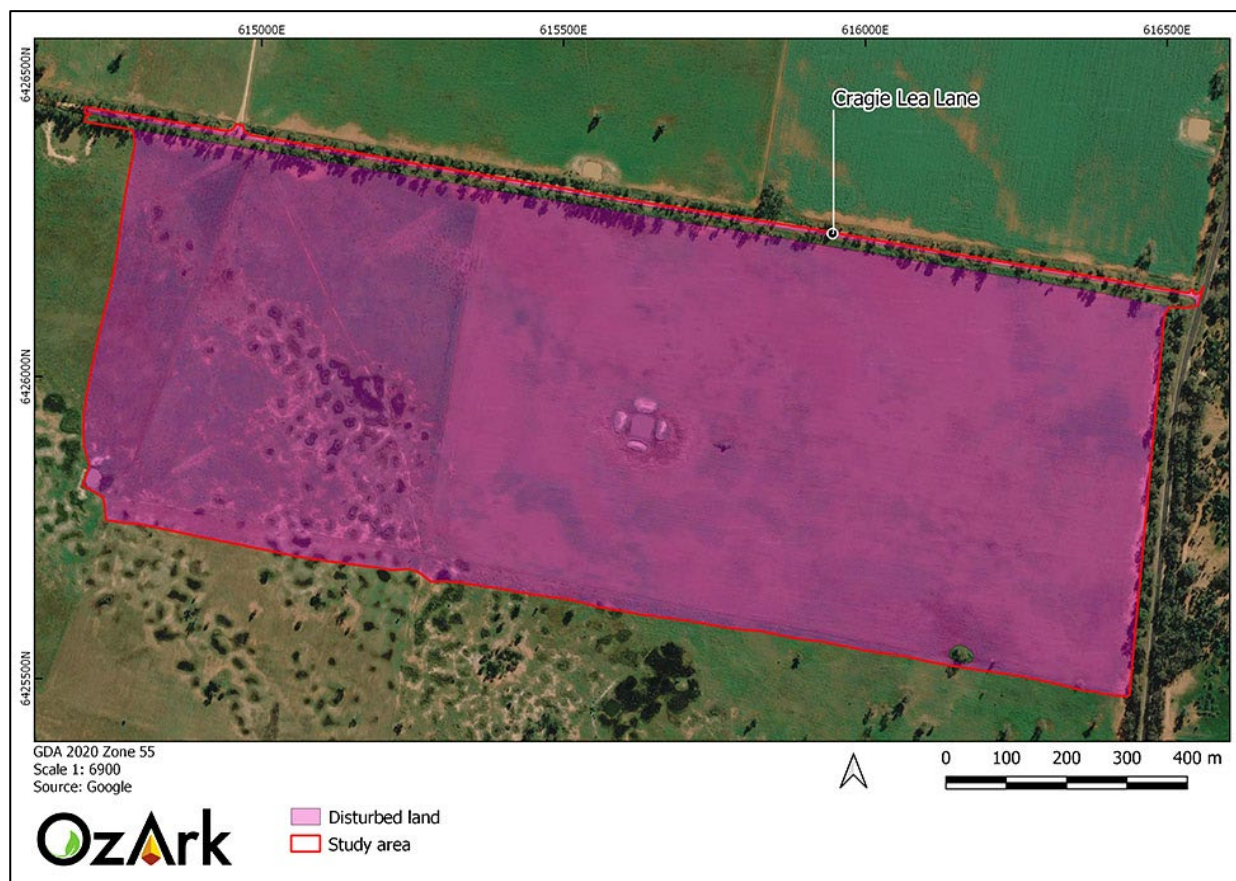 615000E
615500E
616000E
616500E
6426500N
6426000N
6425500N
Cragie Lea Lane
GDA 2020 Zone 55
Scale 1: 6900
Source: Google
0 100 200 300 400 m
OzArk
Disturbed land
Study area